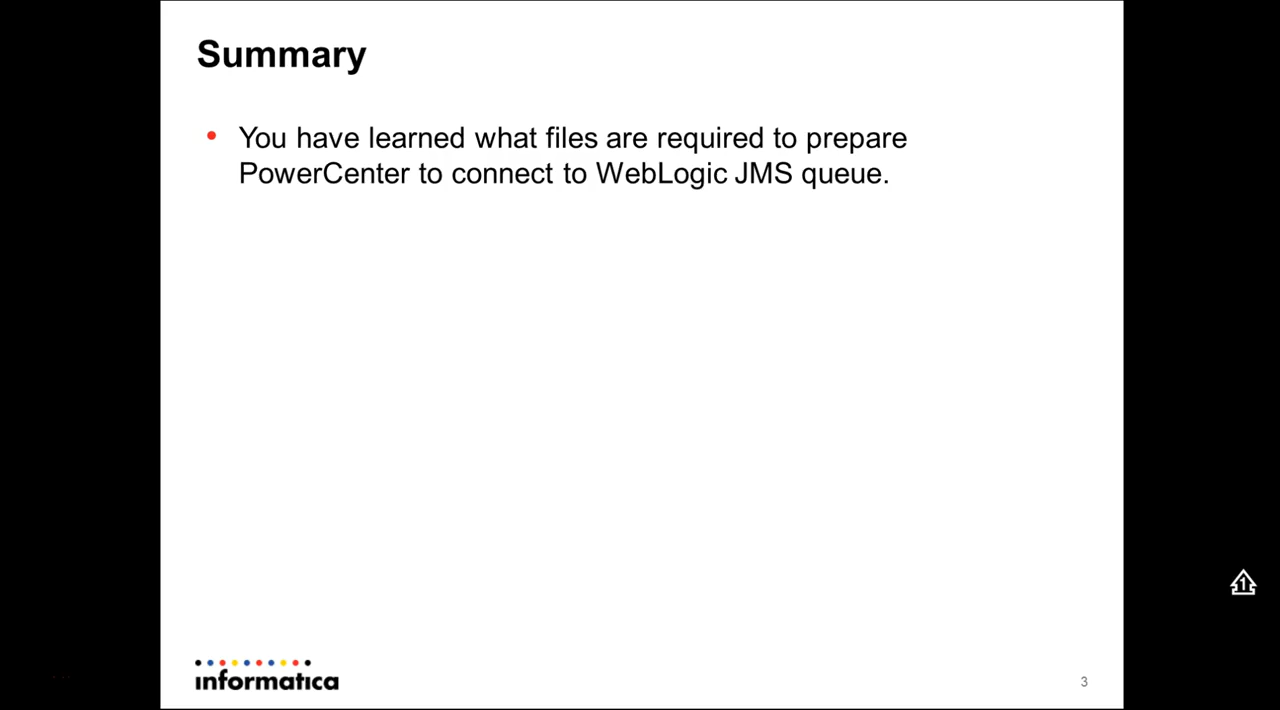 Summary
• You have learned what files are required to prepare
PowerCenter to connect to WebLogic JMS queue.
1
informatica
3